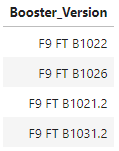 Booster_Version
F9 FT B1022
F9 FT B1026
F9 FT B1021.2
F9 FT B1031.2